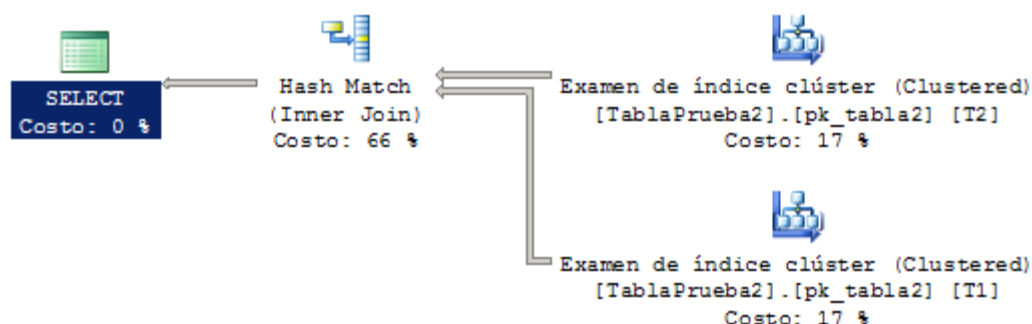 SELECT
Costo: 0 %
Hash Match
(Inner Join)
Costo: 66 %
Examen de índice clúster (Clustered)
[TablaPrueba2].[pk_tabla2] [T2]
Costo: 17 %
Examen de índice clúster (Clustered)
[TablaPrueba2].[pk_tabla2] [T1]
Costo: 17 %